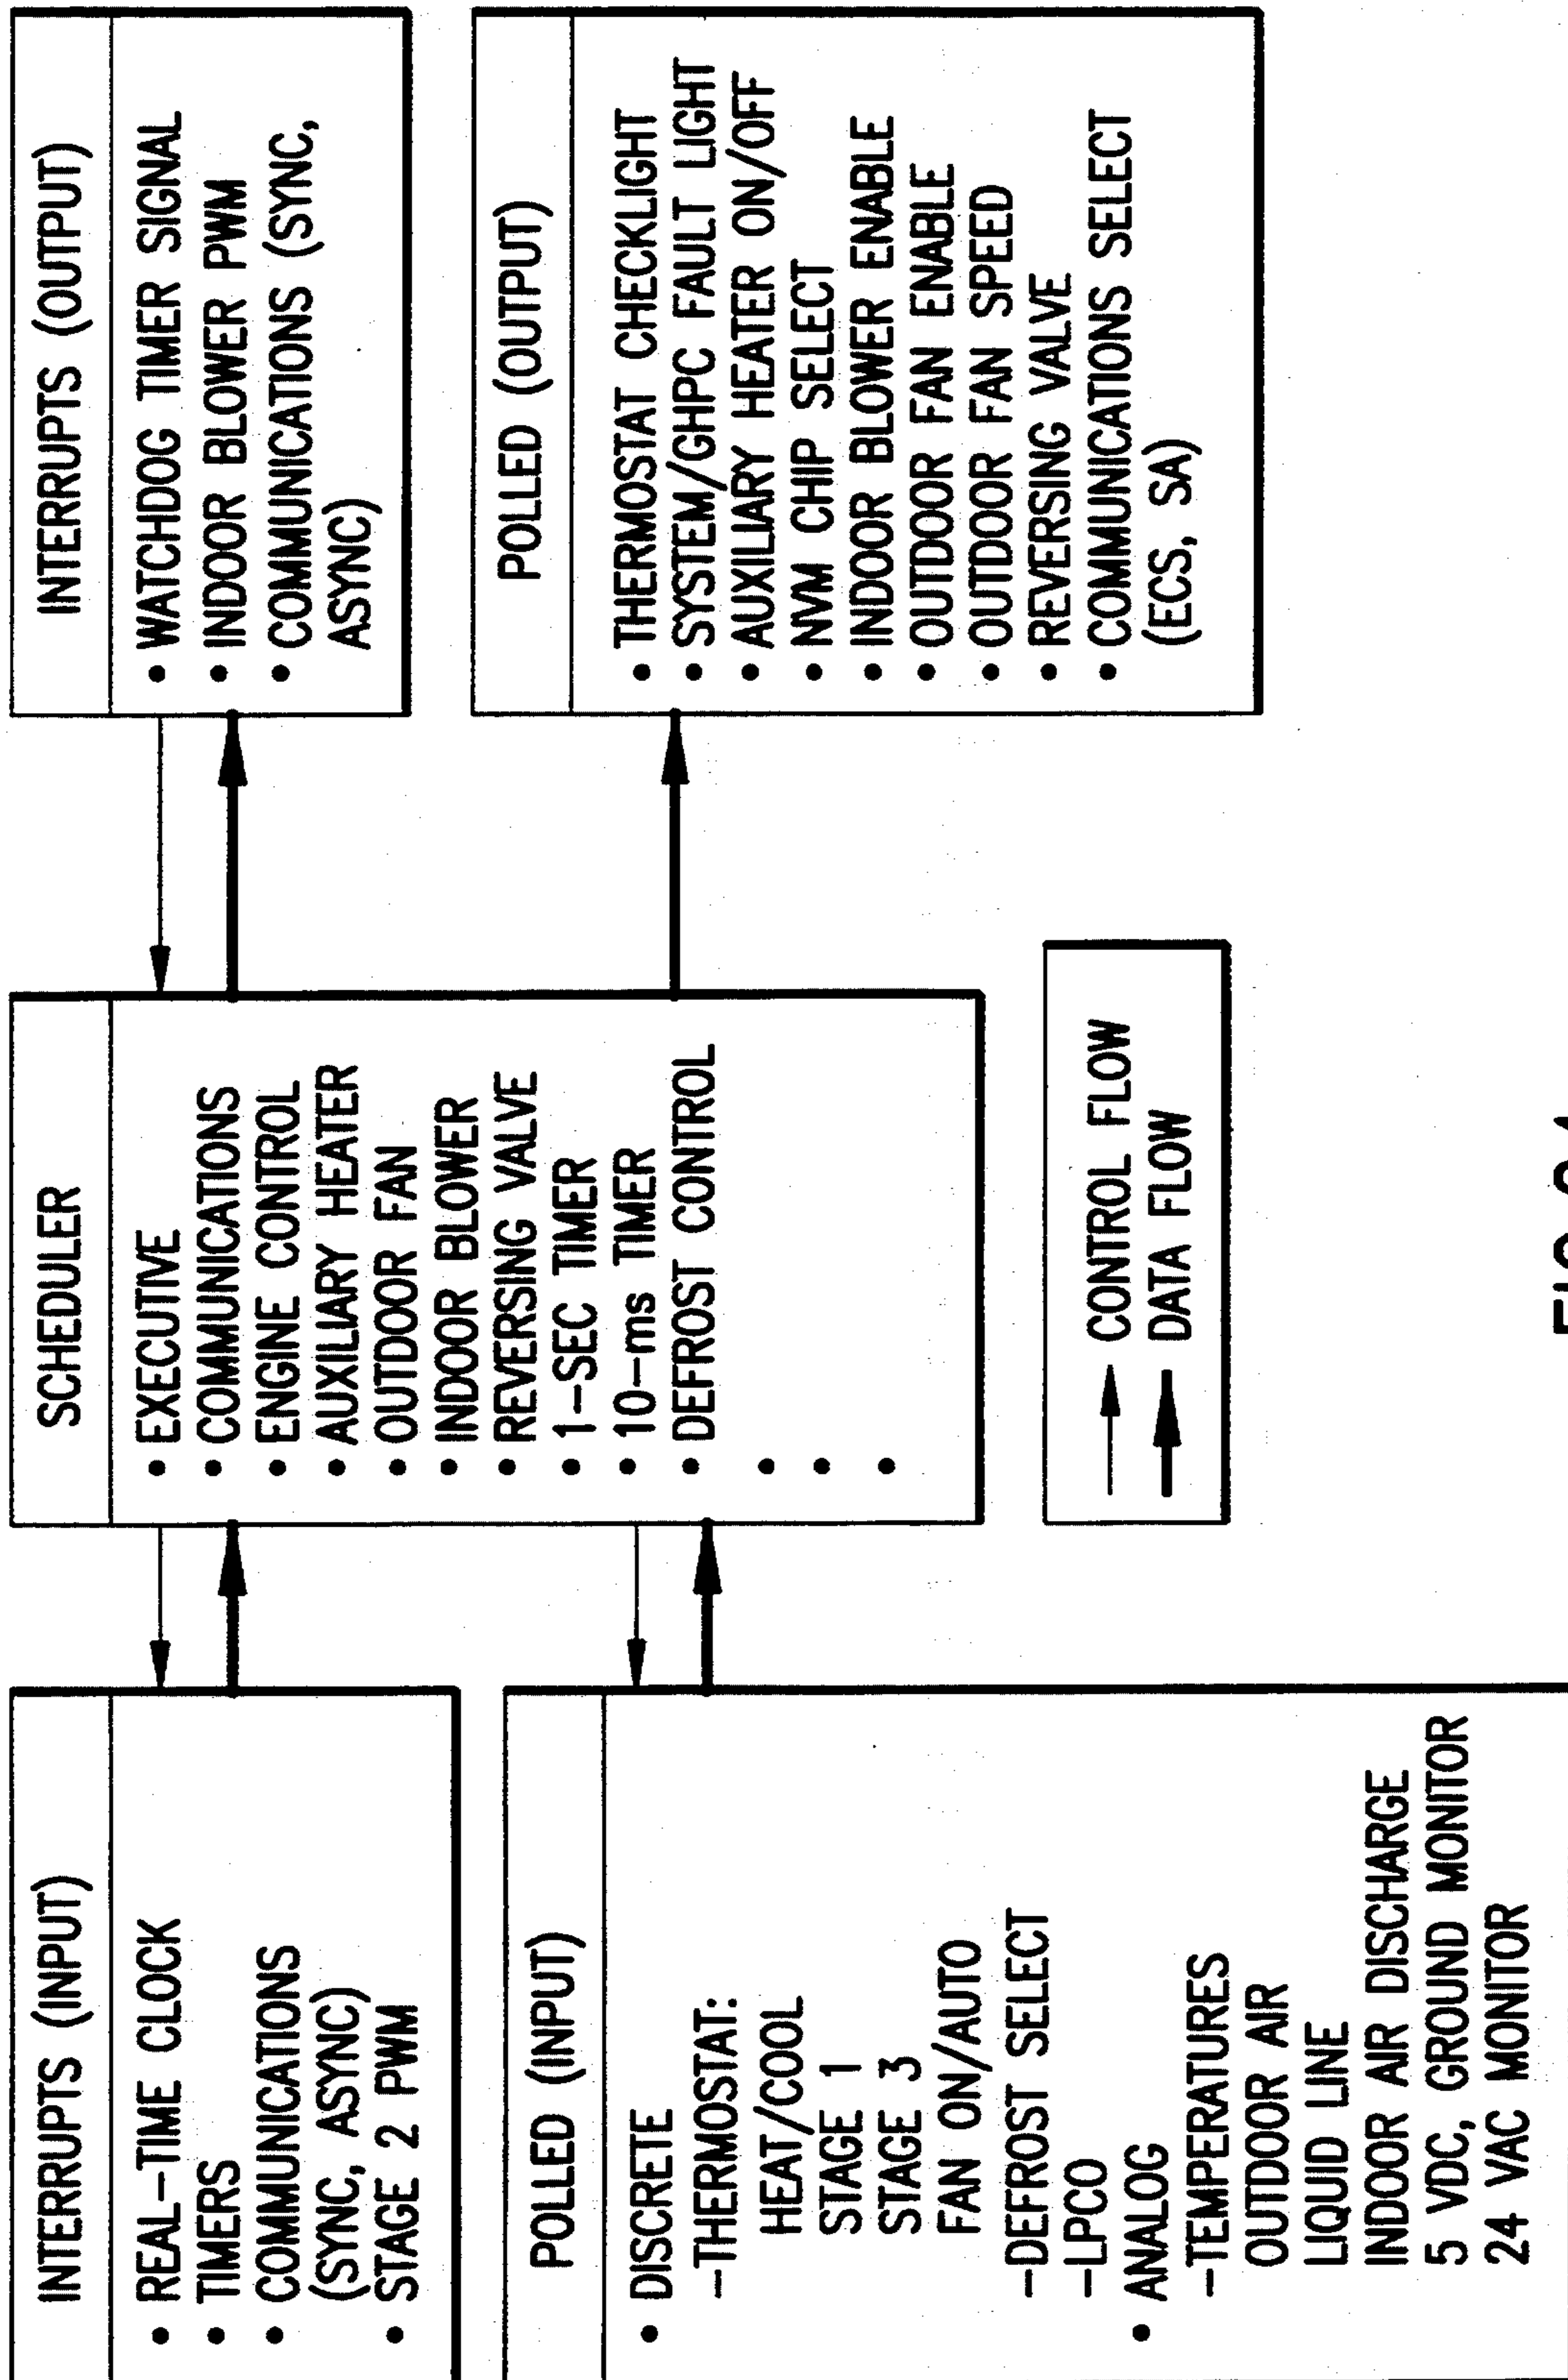 INTERRUPTS (INPUT)
• REAL-TIME CLOCK
• TIMERS
• COMMUNICATIONS
(SYNC, ASYNC)
• STAGE 2 PWM
POLLED (INPUT)
• DISCRETE
-THERMOSTAT:
HEAT/COOL
STAGE 1
STAGE 3
FAN ON/AUTO
-DEFROST SELECT
-LPCO
• ANALOG
-TEMPERATURES
OUTDOOR AIR
LIQUID LINE
INDOOR AIR DISCHARGE
5 VDC, GROUND MONITOR
24 VAC MONITOR
SCHEDULER
• EXECUTIVE
• COMMUNICATIONS
• ENGINE CONTROL
• AUXILIARY HEATER
• OUTDOOR FAN
• INDOOR BLOWER
• REVERSING VALVE
• 1-SEC TIMER
• 10-ms TIMER
• DEFROST CONTROL
•
•
•
CONTROL FLOW
DATA FLOW
INTERRUPTS (OUTPUT)
• WATCHDOG TIMER SIGNAL
• INDOOR BLOWER PWM
• COMMUNICATIONS (SYNC,
ASYNC)
POLLED (OUTPUT)
• THERMOSTAT CHECKLIGHT
• SYSTEM/GHPC FAULT LIGHT
• AUXILIARY HEATER ON/OFF
• NVM CHIP SELECT
• INDOOR BLOWER ENABLE
• OUTDOOR FAN ENABLE
• OUTDOOR FAN SPEED
• REVERSING VALVE
• COMMUNICATIONS SELECT
(ECS, SA)